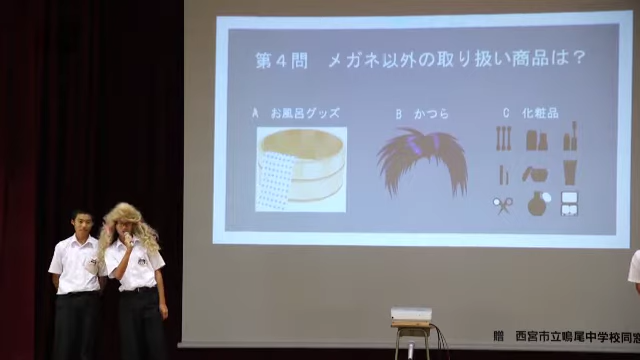 第４問　メガネ以外の取り扱い商品は？
A　お風呂グッズ
B　かつら
C　化粧品
贈　西宮市立鳴尾中学校同窓